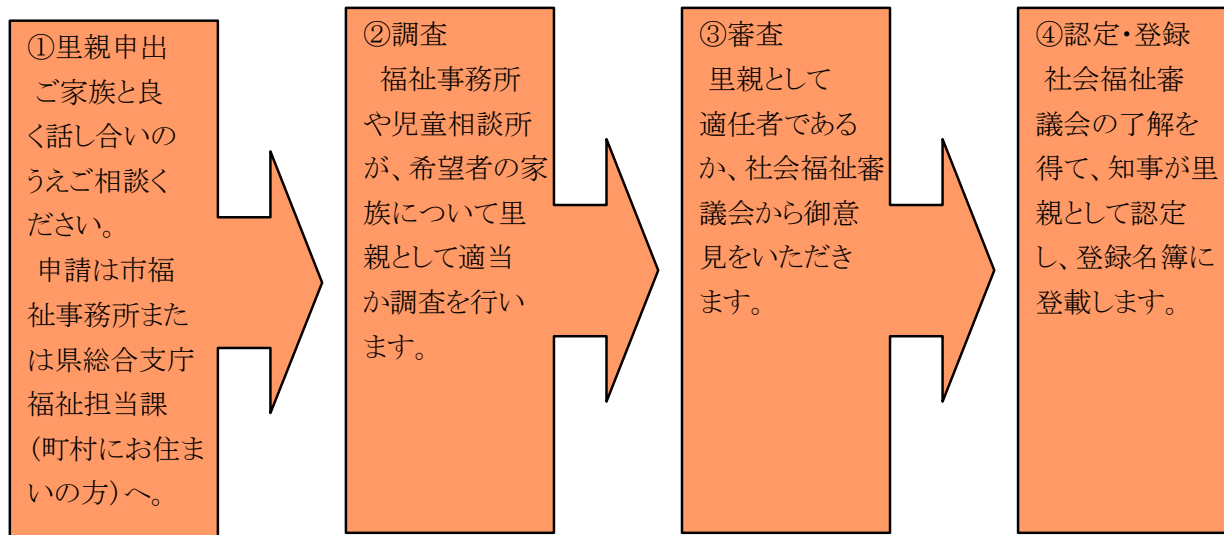 ①里親申出
ご家族と良
く話し合いの
うえご相談く
ださい。
申請は市福
祉事務所また
は県総合支庁
福祉担当課
(町村にお住ま
いの方)へ。
②調査
福祉事務所
や児童相談所
が、希望者の家
族について里
親として適当
か調査を行い
ます。
③審査
里親として
適任者である
か、社会福祉審
議会から御意
見をいただき
ます。
④認定・登録
社会福祉審
議会の了解を
得て、知事が里
親として認定
し、登録名簿に
登載します。